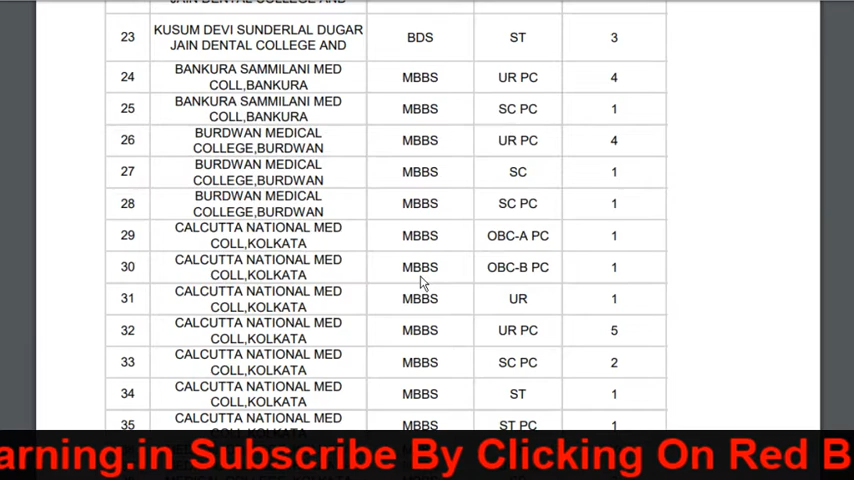 JAIN DENTAL COLLEGE AND
23 KUSUM DEVI SUNDERLAL DUGAR JAIN DENTAL COLLEGE AND BDS ST 3
24 BANKURA SAMMILANI MED COLL,BANKURA MBBS UR PC 4
25 BANKURA SAMMILANI MED COLL,BANKURA MBBS SC PC 1
26 BURDWAN MEDICAL COLLEGE,BURDWAN MBBS UR PC 4
27 BURDWAN MEDICAL COLLEGE,BURDWAN MBBS SC 1
28 BURDWAN MEDICAL COLLEGE,BURDWAN MBBS SC PC 1
29 CALCUTTA NATIONAL MED COLL,KOLKATA MBBS OBC-A PC 1
30 CALCUTTA NATIONAL MED COLL,KOLKATA MBBS OBC-B PC 1
31 CALCUTTA NATIONAL MED COLL,KOLKATA MBBS UR 1
32 CALCUTTA NATIONAL MED COLL,KOLKATA MBBS UR PC 5
33 CALCUTTA NATIONAL MED COLL,KOLKATA MBBS SC PC 2
34 CALCUTTA NATIONAL MED COLL,KOLKATA MBBS ST 1
35 CALCUTTA NATIONAL MED COLL,KOLKATA MBBS ST PC 1
arning.in Subscribe By Clicking On Red B